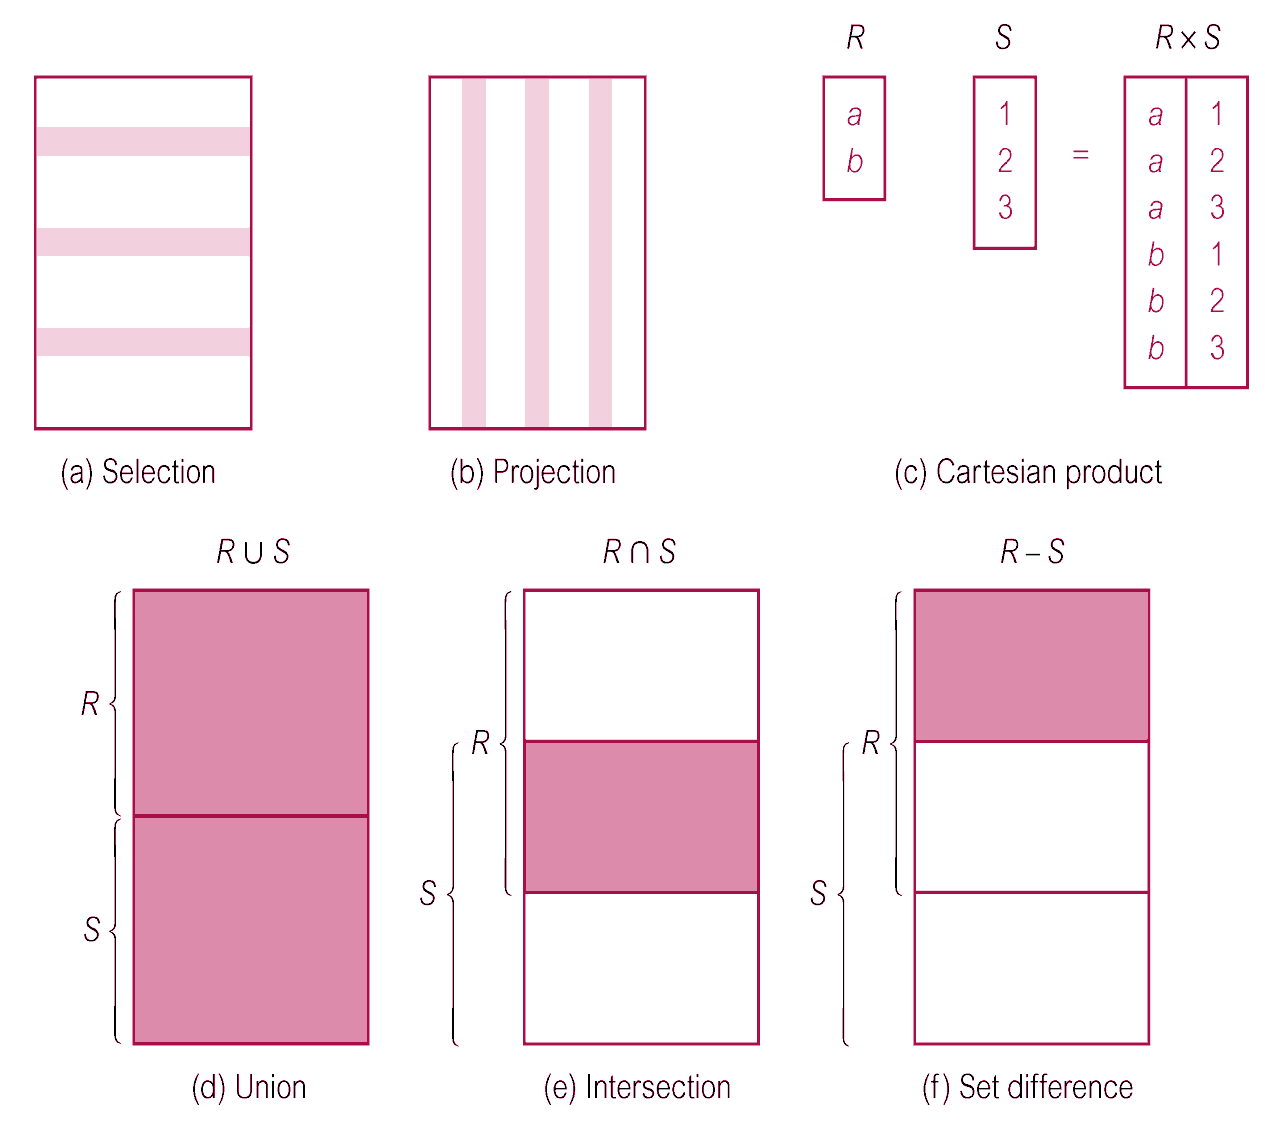 R S R × S
a 1 a 1
b 2 = a 2
3 a 3
b 1
b 2
b 3
(a) Selection (b) Projection (c) Cartesian product
R ∪ S R ∩ S R – S
R
S
R
S
R
S
(d) Union (e) Intersection (f) Set difference